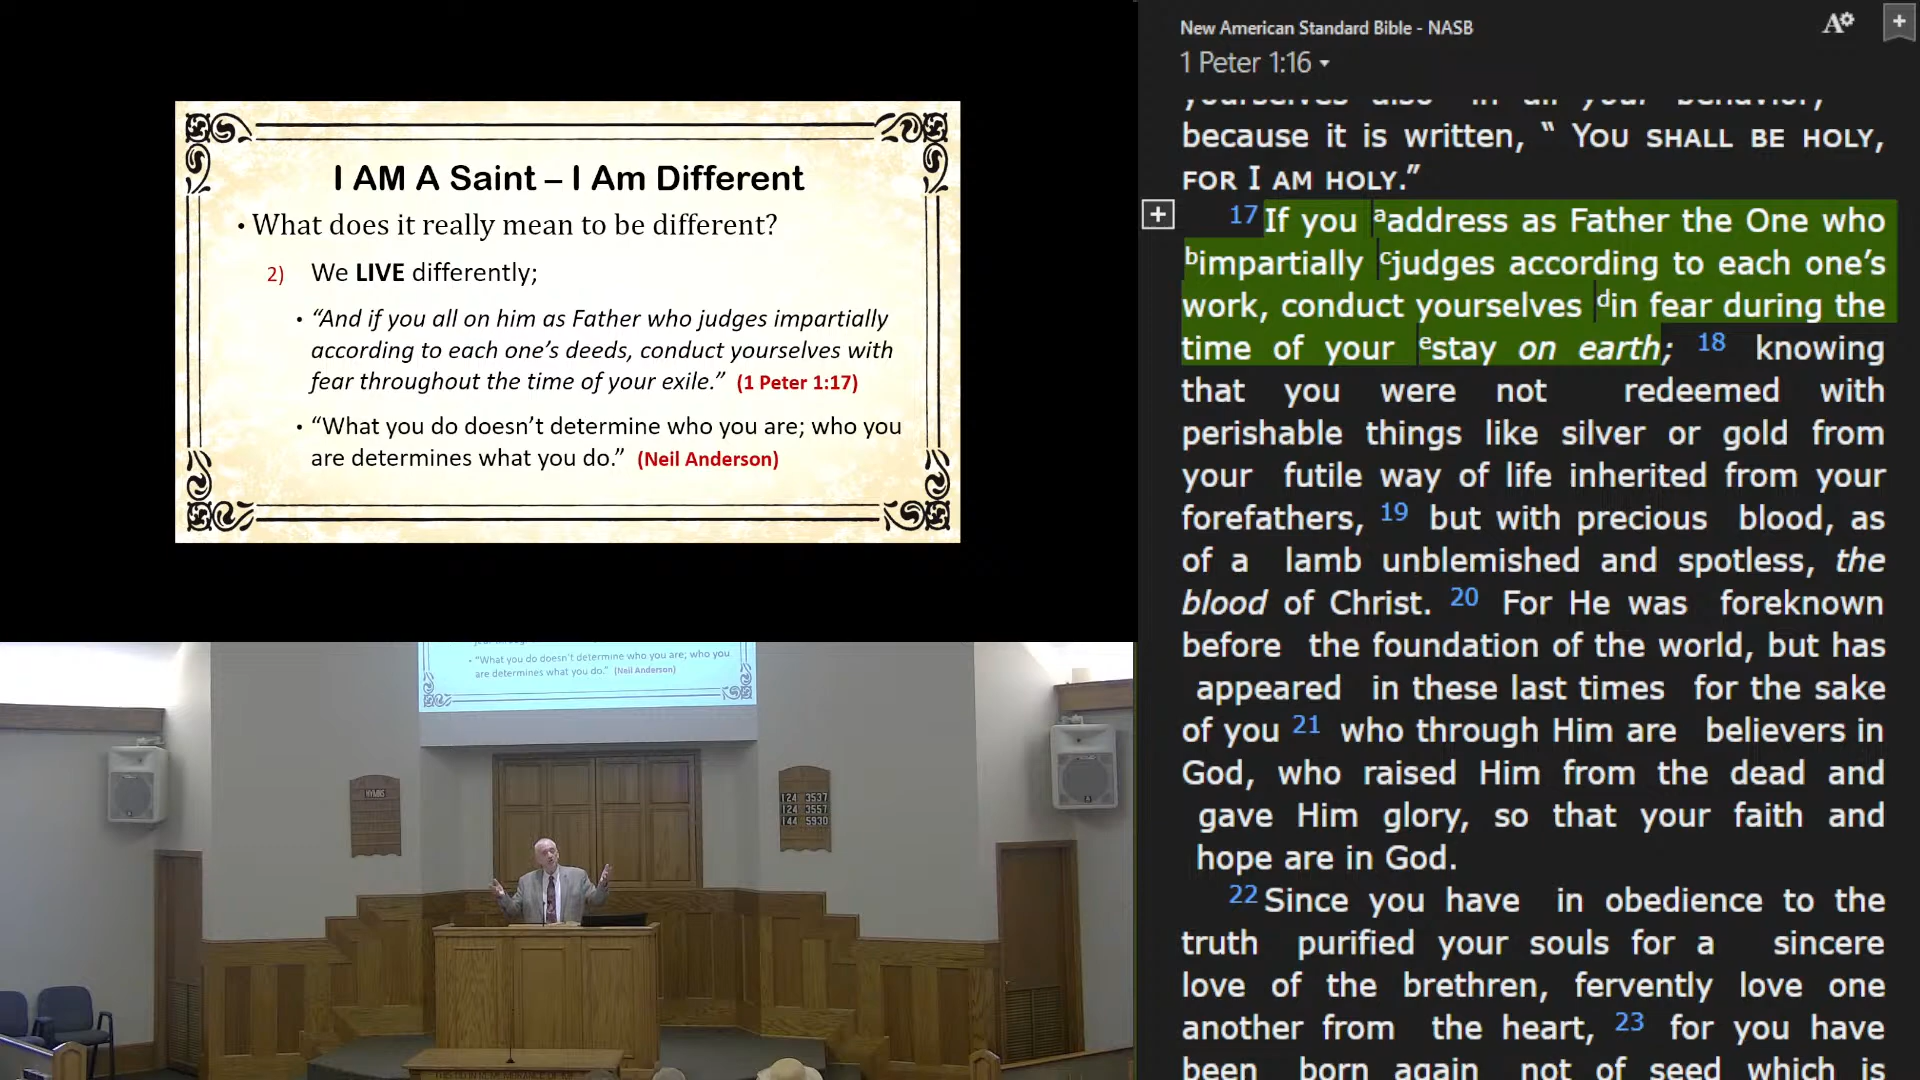 I AM A Saint – I Am Different
• What does it really mean to be different?
2) We LIVE differently;
• “And if you all on him as Father who judges impartially
according to each one’s deeds, conduct yourselves with
fear throughout the time of your exile.” (1 Peter 1:17)
• “What you do doesn’t determine who you are; who you
are determines what you do.” (Neil Anderson)
• “What you do doesn’t determine who you are; who you
are determines what you do.” (Neil Anderson)
HYMNS
124 3537
124 3557
144 5930
New American Standard Bible - NASB
1 Peter 1:16
yourselves also in all your behavior;
because it is written, “ YOU SHALL BE HOLY,
FOR I AM HOLY.”
17 If you aaddress as Father the One who
bimpartially cjudges according to each one’s
work, conduct yourselves din fear during the
time of your estay on earth; 18 knowing
that you were not redeemed with
perishable things like silver or gold from
your futile way of life inherited from your
forefathers, 19 but with precious blood, as
of a lamb unblemished and spotless, the
blood of Christ. 20 For He was foreknown
before the foundation of the world, but has
appeared in these last times for the sake
of you 21 who through Him are believers in
God, who raised Him from the dead and
gave Him glory, so that your faith and
hope are in God.
22 Since you have in obedience to the
truth purified your souls for a sincere
love of the brethren, fervently love one
another from the heart, 23 for you have
been born again not of seed which is